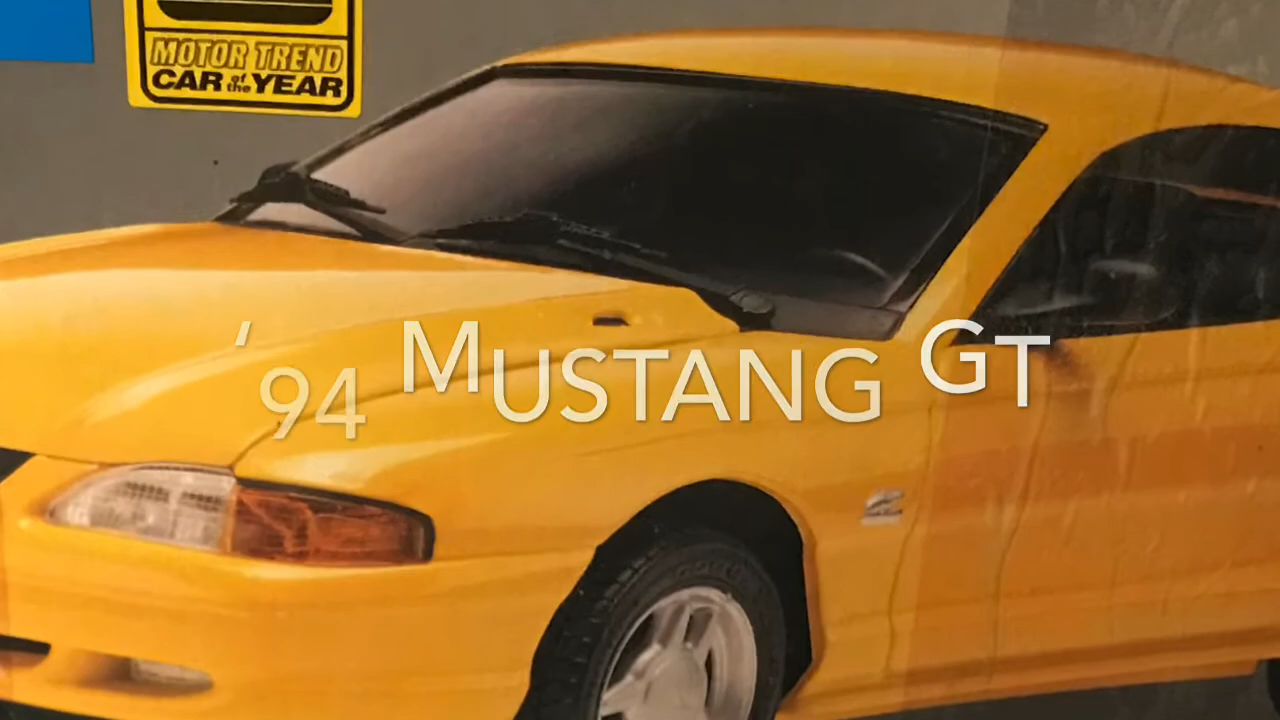 MOTOR TREND
CAR of the YEAR
‘94 MUSTANG GT